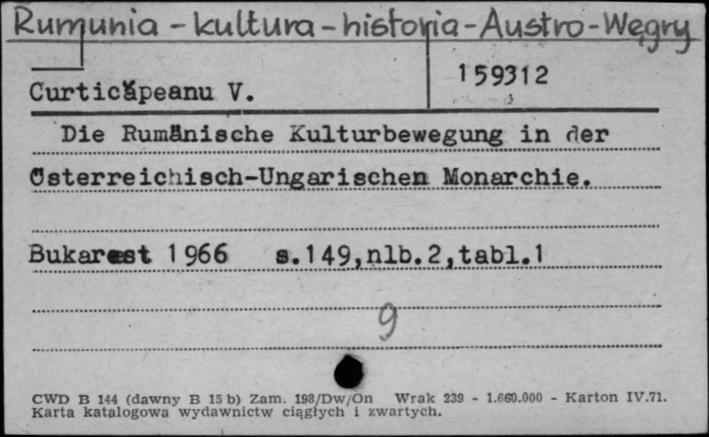 Rumunia - kultura - historia - Austro - Węgry
159312
Curticăpeanu V.
Die Rumänische Kulturbewegung in der
Österreichisch-Ungarischen Monarchie.
Bukarest 1966 s.149,nlb.2,tabl.1
9
CWD B 144 (dawny B 15 b) Zam. 198/Dw/On Wrak 239 - 1.660.000 - Karton IV.71.
Karta katalogowa wydawnictw ciągłych i zwartych.